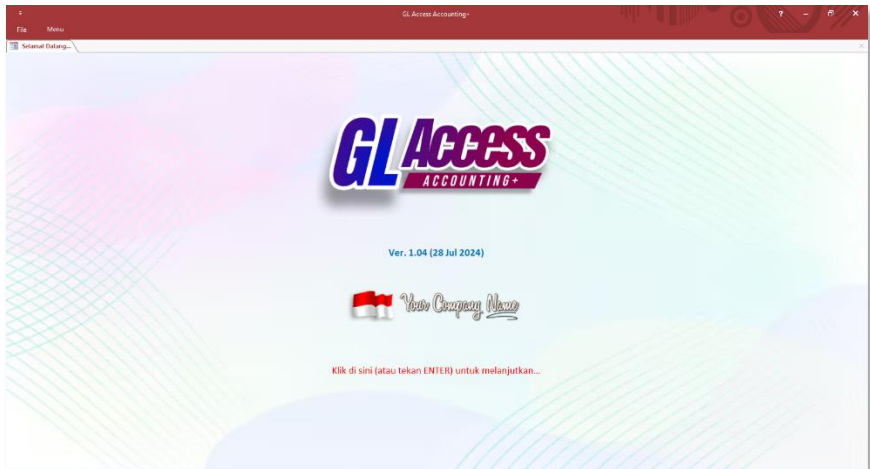 GL Access Accounting+
?
File Menu
Selamat Datang...
GL Access
ACCOUNTING+
Ver. 1.04 (28 Jul 2024)
Your Company Name
Klik di sini (atau tekan ENTER) untuk melanjutkan...